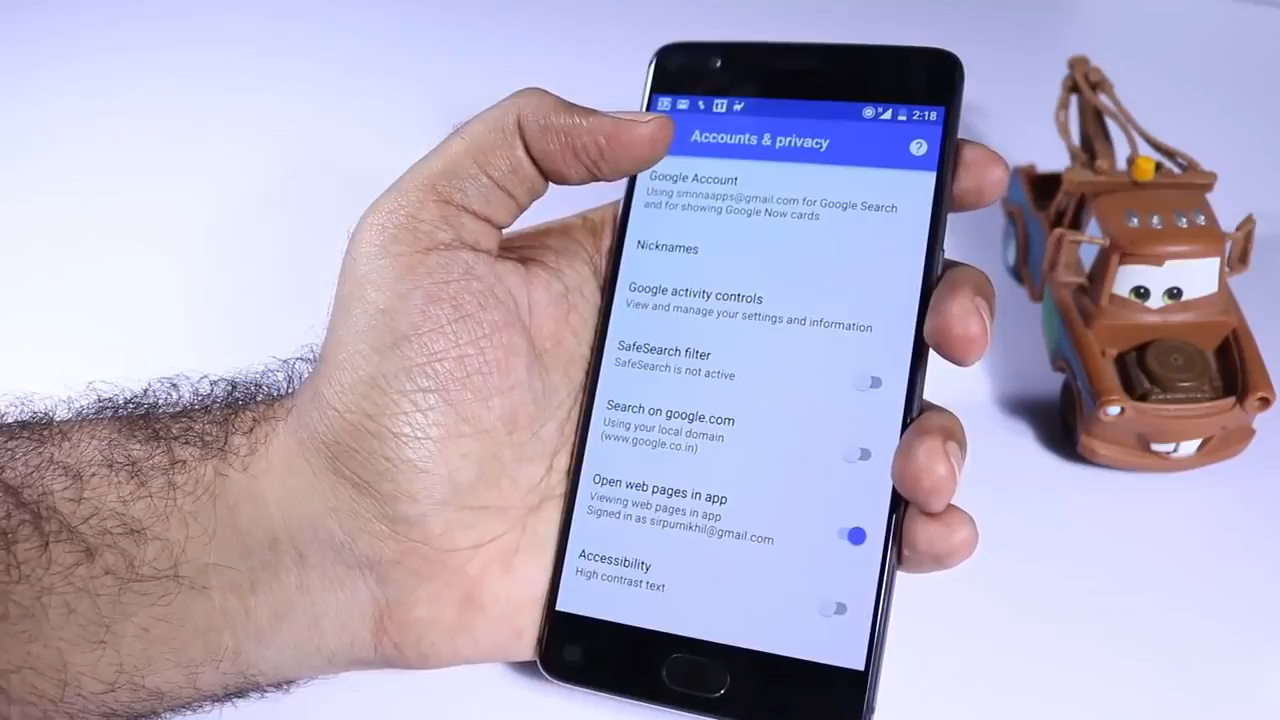 2:18
Accounts & privacy
?
Google Account
Using smnnaapps@gmail.com for Google Search
and for showing Google Now cards
Nicknames
Google activity controls
View and manage your settings and information
SafeSearch filter
SafeSearch is not active
Search on google.com
Using your local domain
(www.google.co.in)
Open web pages in app
Viewing web pages in app
Signed in as sirpurnikhil@gmail.com
Accessibility
High contrast text